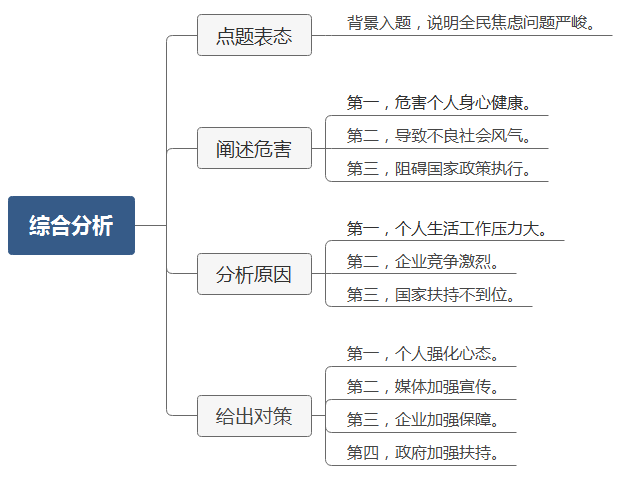 综合分析
点题表态
背景入题，说明全民焦虑问题严峻。
阐述危害
第一，危害个人身心健康。
第二，导致不良社会风气。
第三，阻碍国家政策执行。
分析原因
第一，个人生活工作压力大。
第二，企业竞争激烈。
第三，国家扶持不到位。
给出对策
第一，个人强化心态。
第二，媒体加强宣传。
第三，企业加强保障。
第四，政府加强扶持。